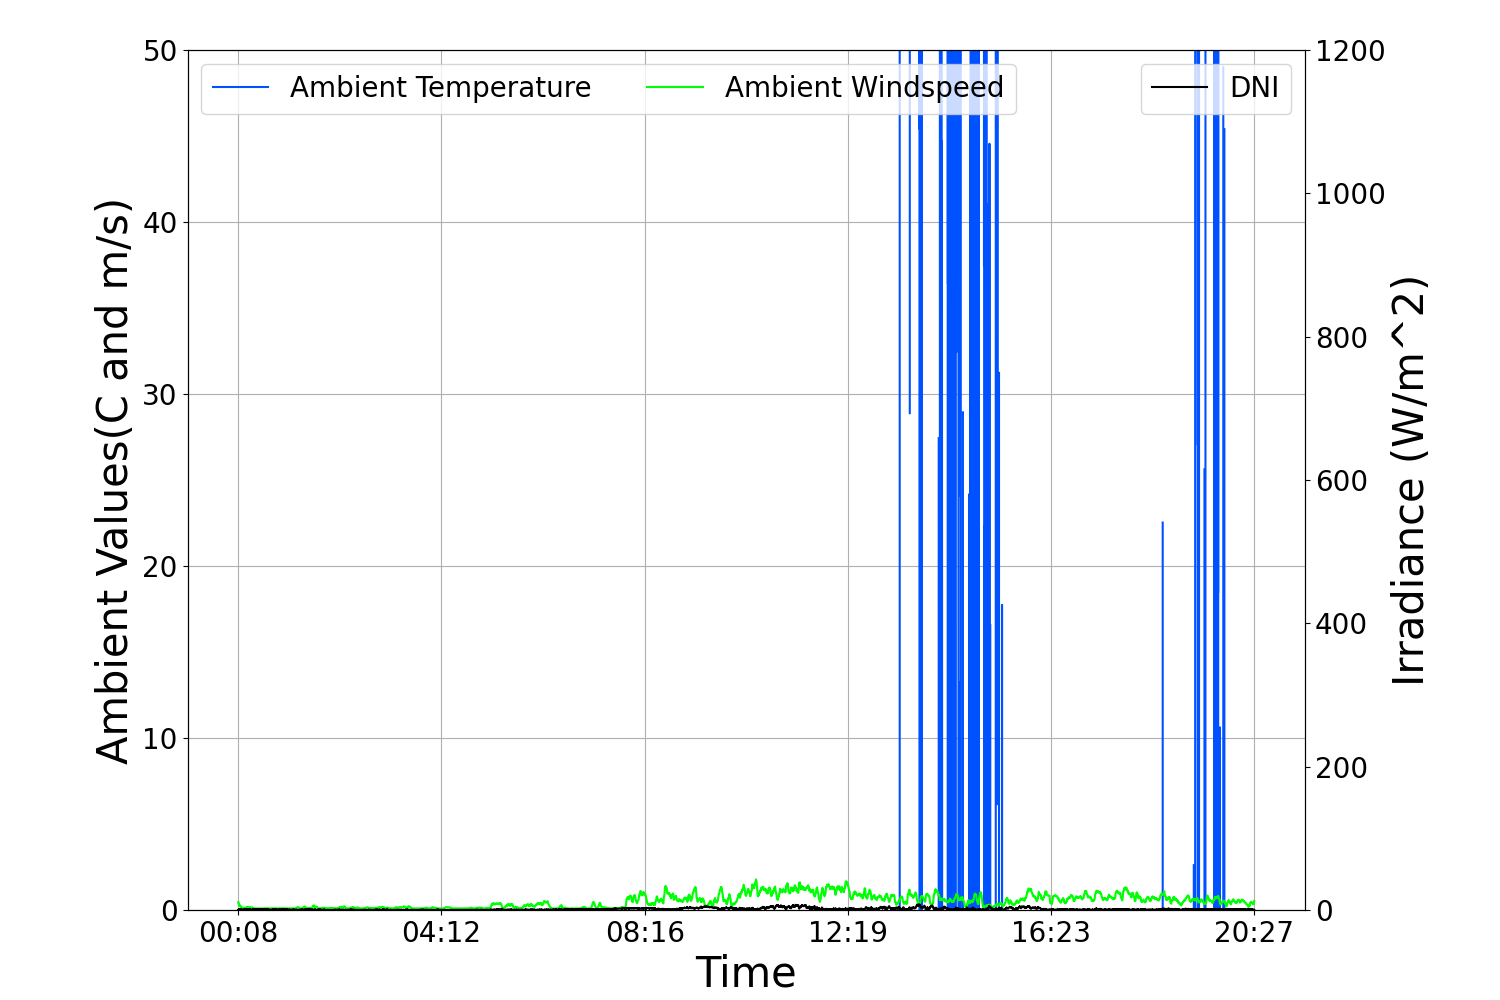 Ambient Temperature
Ambient Windspeed
DNI
Ambient Values(C and m/s)
50
40
30
20
10
0
1200
1000
800
600
400
200
0
Irradiance (W/m^2)
00:08 04:12 08:16 12:19 16:23 20:27
Time